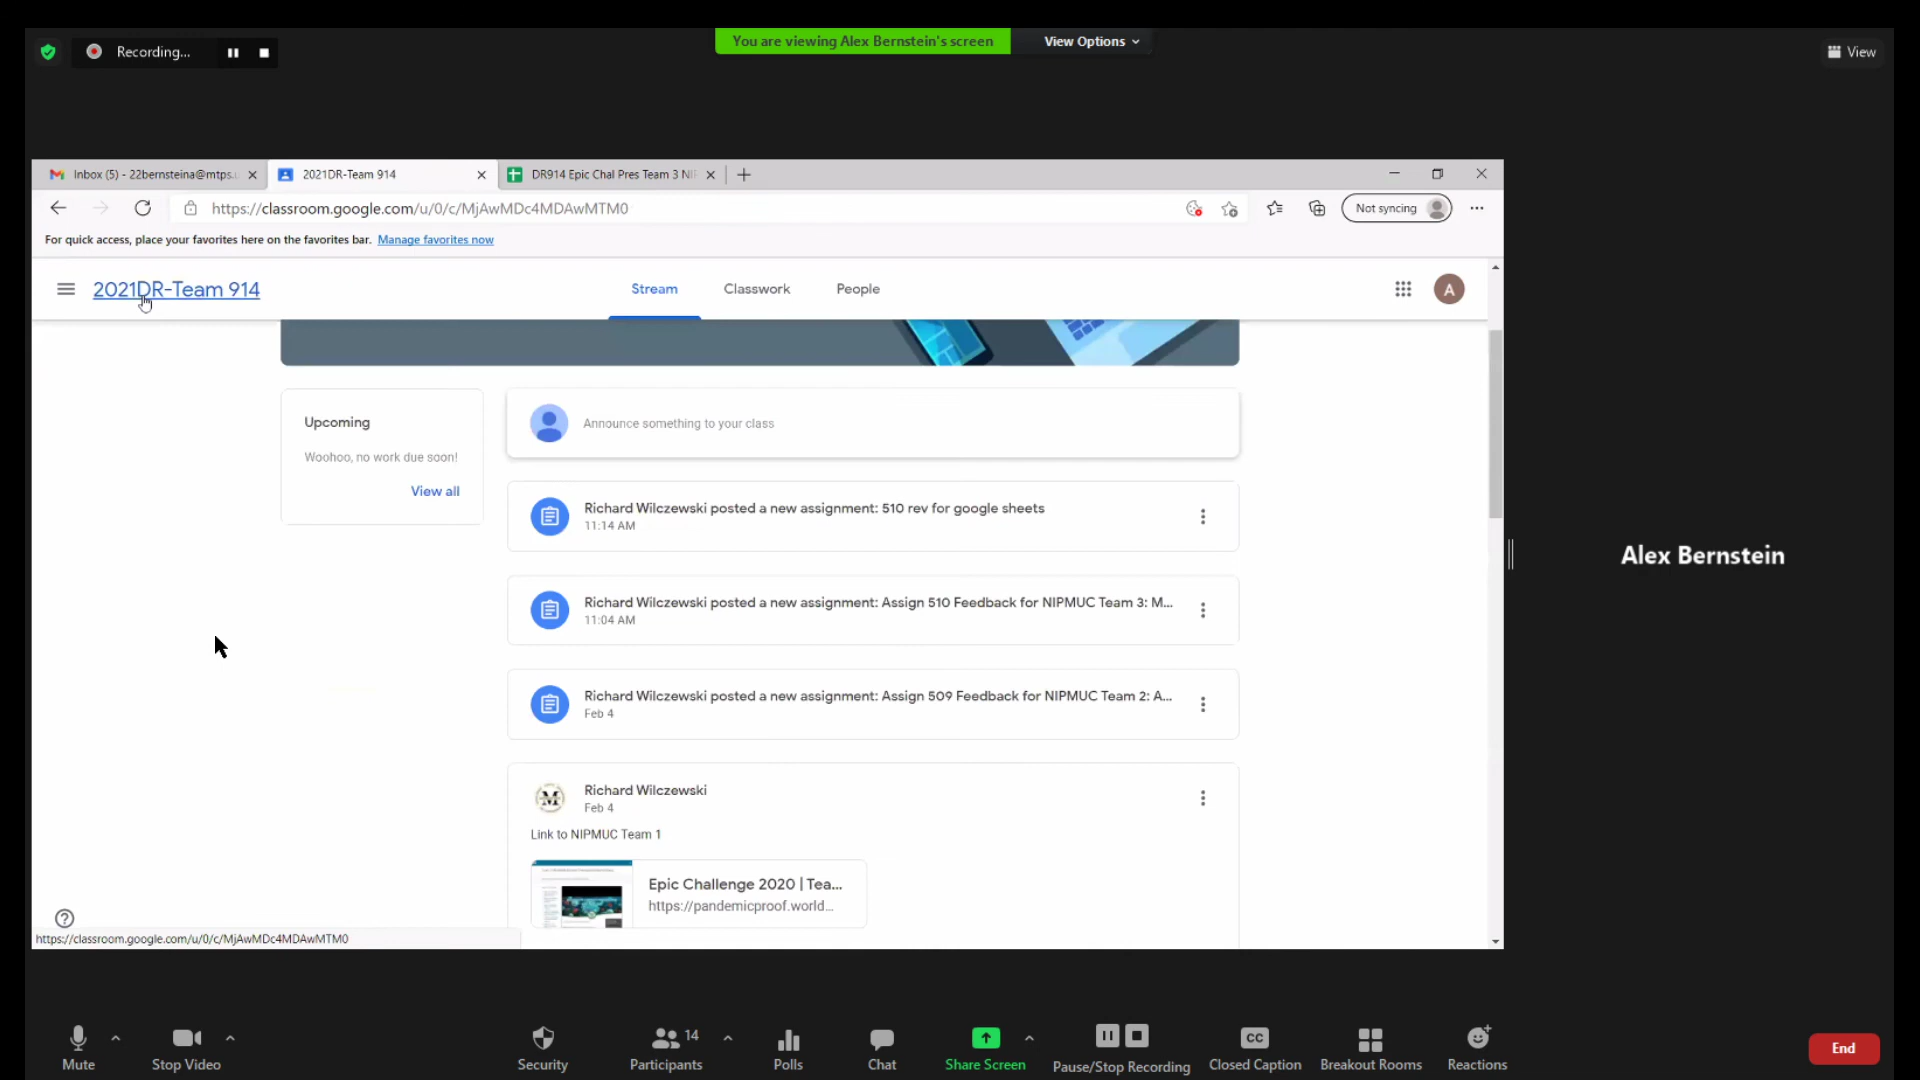 Recording...
You are viewing Alex Bernstein's screen
View Options
View
Inbox (5) - 22bernsteina@mtps.
2021DR-Team 914
DR914 Epic Chal Pres Team 3 NI
https://classroom.google.com/u/0/c/MjAwMDc4MDAwMTM0
Not syncing
For quick access, place your favorites here on the favorites bar. Manage favorites now
2021DR-Team 914
Stream
Classwork
People
A
Upcoming
Woohoo, no work due soon!
View all
Announce something to your class
Richard Wilczewski posted a new assignment: 510 rev for google sheets
11:14 AM
Richard Wilczewski posted a new assignment: Assign 510 Feedback for NIPMUC Team 3: M...
11:04 AM
Richard Wilczewski posted a new assignment: Assign 509 Feedback for NIPMUC Team 2: A...
Feb 4
M
Richard Wilczewski
Feb 4
Link to NIPMUC Team 1
Epic Challenge 2020 | Tea...
https://pandemicproof.world...
https://classroom.google.com/u/0/c/MjAwMDc4MDAwMTM0
Alex Bernstein
Mute
Stop Video
Security
14
Participants
Polls
Chat
Share Screen
Pause/Stop Recording
CC
Closed Caption
Breakout Rooms
Reactions
End